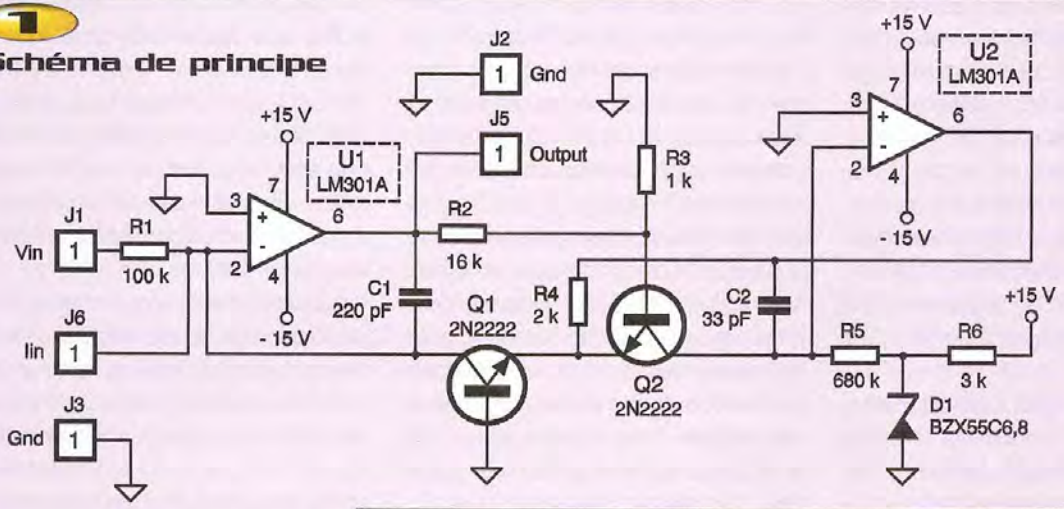 1
Schéma de principe
J1
Vin
1
R1
100 k
J6
Iin
1
J3
Gnd
1
+15 V
U1
LM301A
3
7
+
-
6
2
4
- 15 V
J2
1
Gnd
J5
1
Output
R2
16 k
C1
220 pF
Q1
2N2222
R3
1 k
R4
2 k
Q2
2N2222
C2
33 pF
+15 V
U2
LM301A
3
7
+
-
6
2
4
- 15 V
R5
680 k
R6
3 k
+15 V
D1
BZX55C6,8